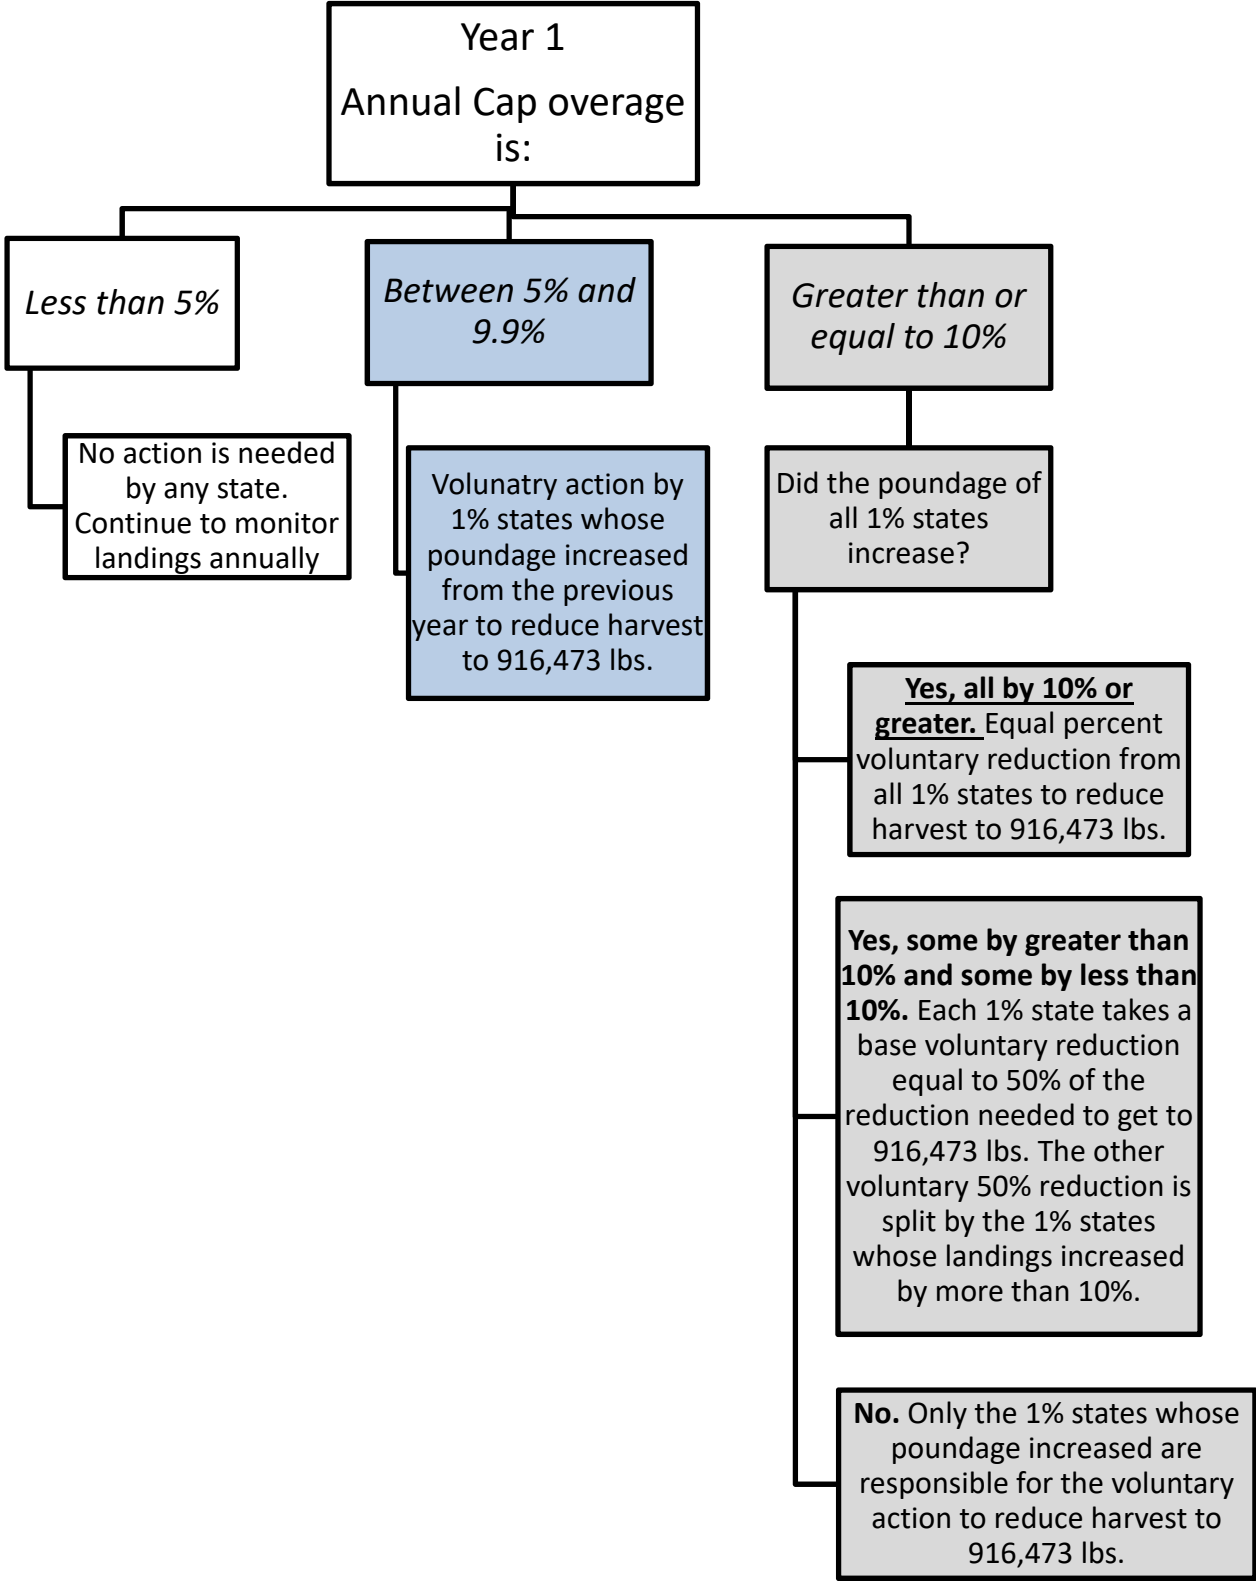 Year 1
Annual Cap overage
is:
Less than 5%
No action is needed
by any state.
Continue to monitor
landings annually
Between 5% and
9.9%
Volunatry action by
1% states whose
poundage increased
from the previous
year to reduce harvest
to 916,473 lbs.
Greater than or
equal to 10%
Did the poundage of
all 1% states
increase?
Yes, all by 10% or
greater. Equal percent
voluntary reduction from
all 1% states to reduce
harvest to 916,473 lbs.
Yes, some by greater than
10% and some by less than
10%. Each 1% state takes a
base voluntary reduction
equal to 50% of the
reduction needed to get to
916,473 lbs. The other
voluntary 50% reduction is
split by the 1% states
whose landings increased
by more than 10%.
No. Only the 1% states whose
poundage increased are
responsible for the voluntary
action to reduce harvest to
916,473 lbs.